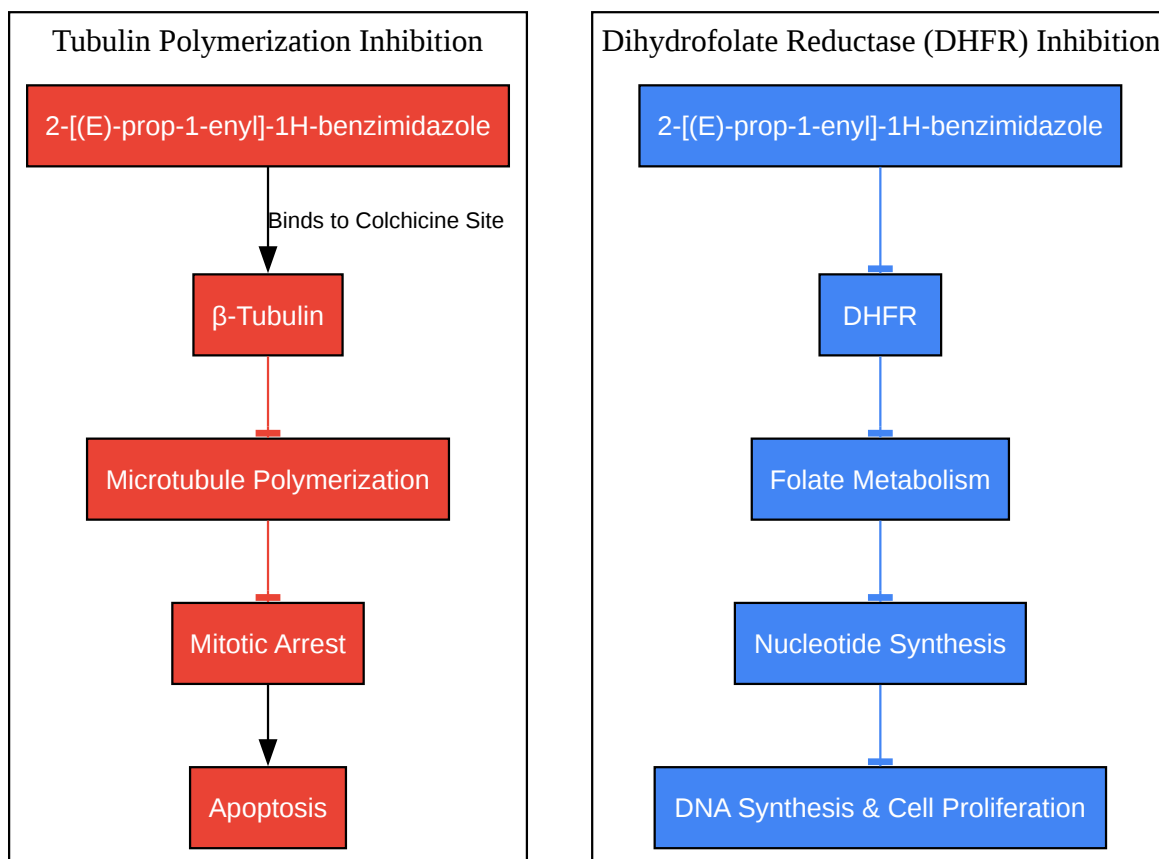 Tubulin Polymerization Inhibition
2-[(E)-prop-1-enyl]-1H-benzimidazole
Binds to Colchicine Site
β-Tubulin
Microtubule Polymerization
Mitotic Arrest
Apoptosis
Dihydrofolate Reductase (DHFR) Inhibition
2-[(E)-prop-1-enyl]-1H-benzimidazole
DHFR
Folate Metabolism
Nucleotide Synthesis
DNA Synthesis & Cell Proliferation